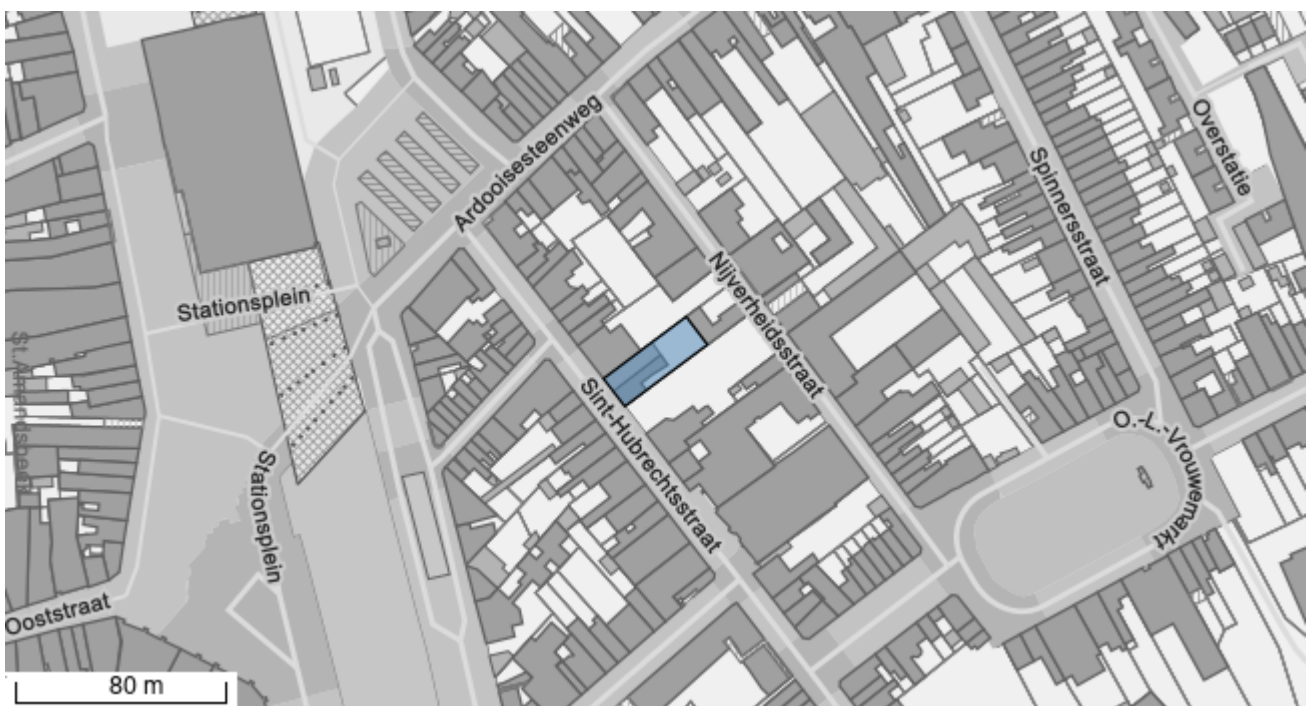 Ardooisesteenweg
Overstatie
Spinnersstraat
Nijverheidsstraat
Stationsplein
Sint-Hubrechtsstraat
O.-L.-Vrouwemarkt
Stationsplein
Ooststraat
80 m